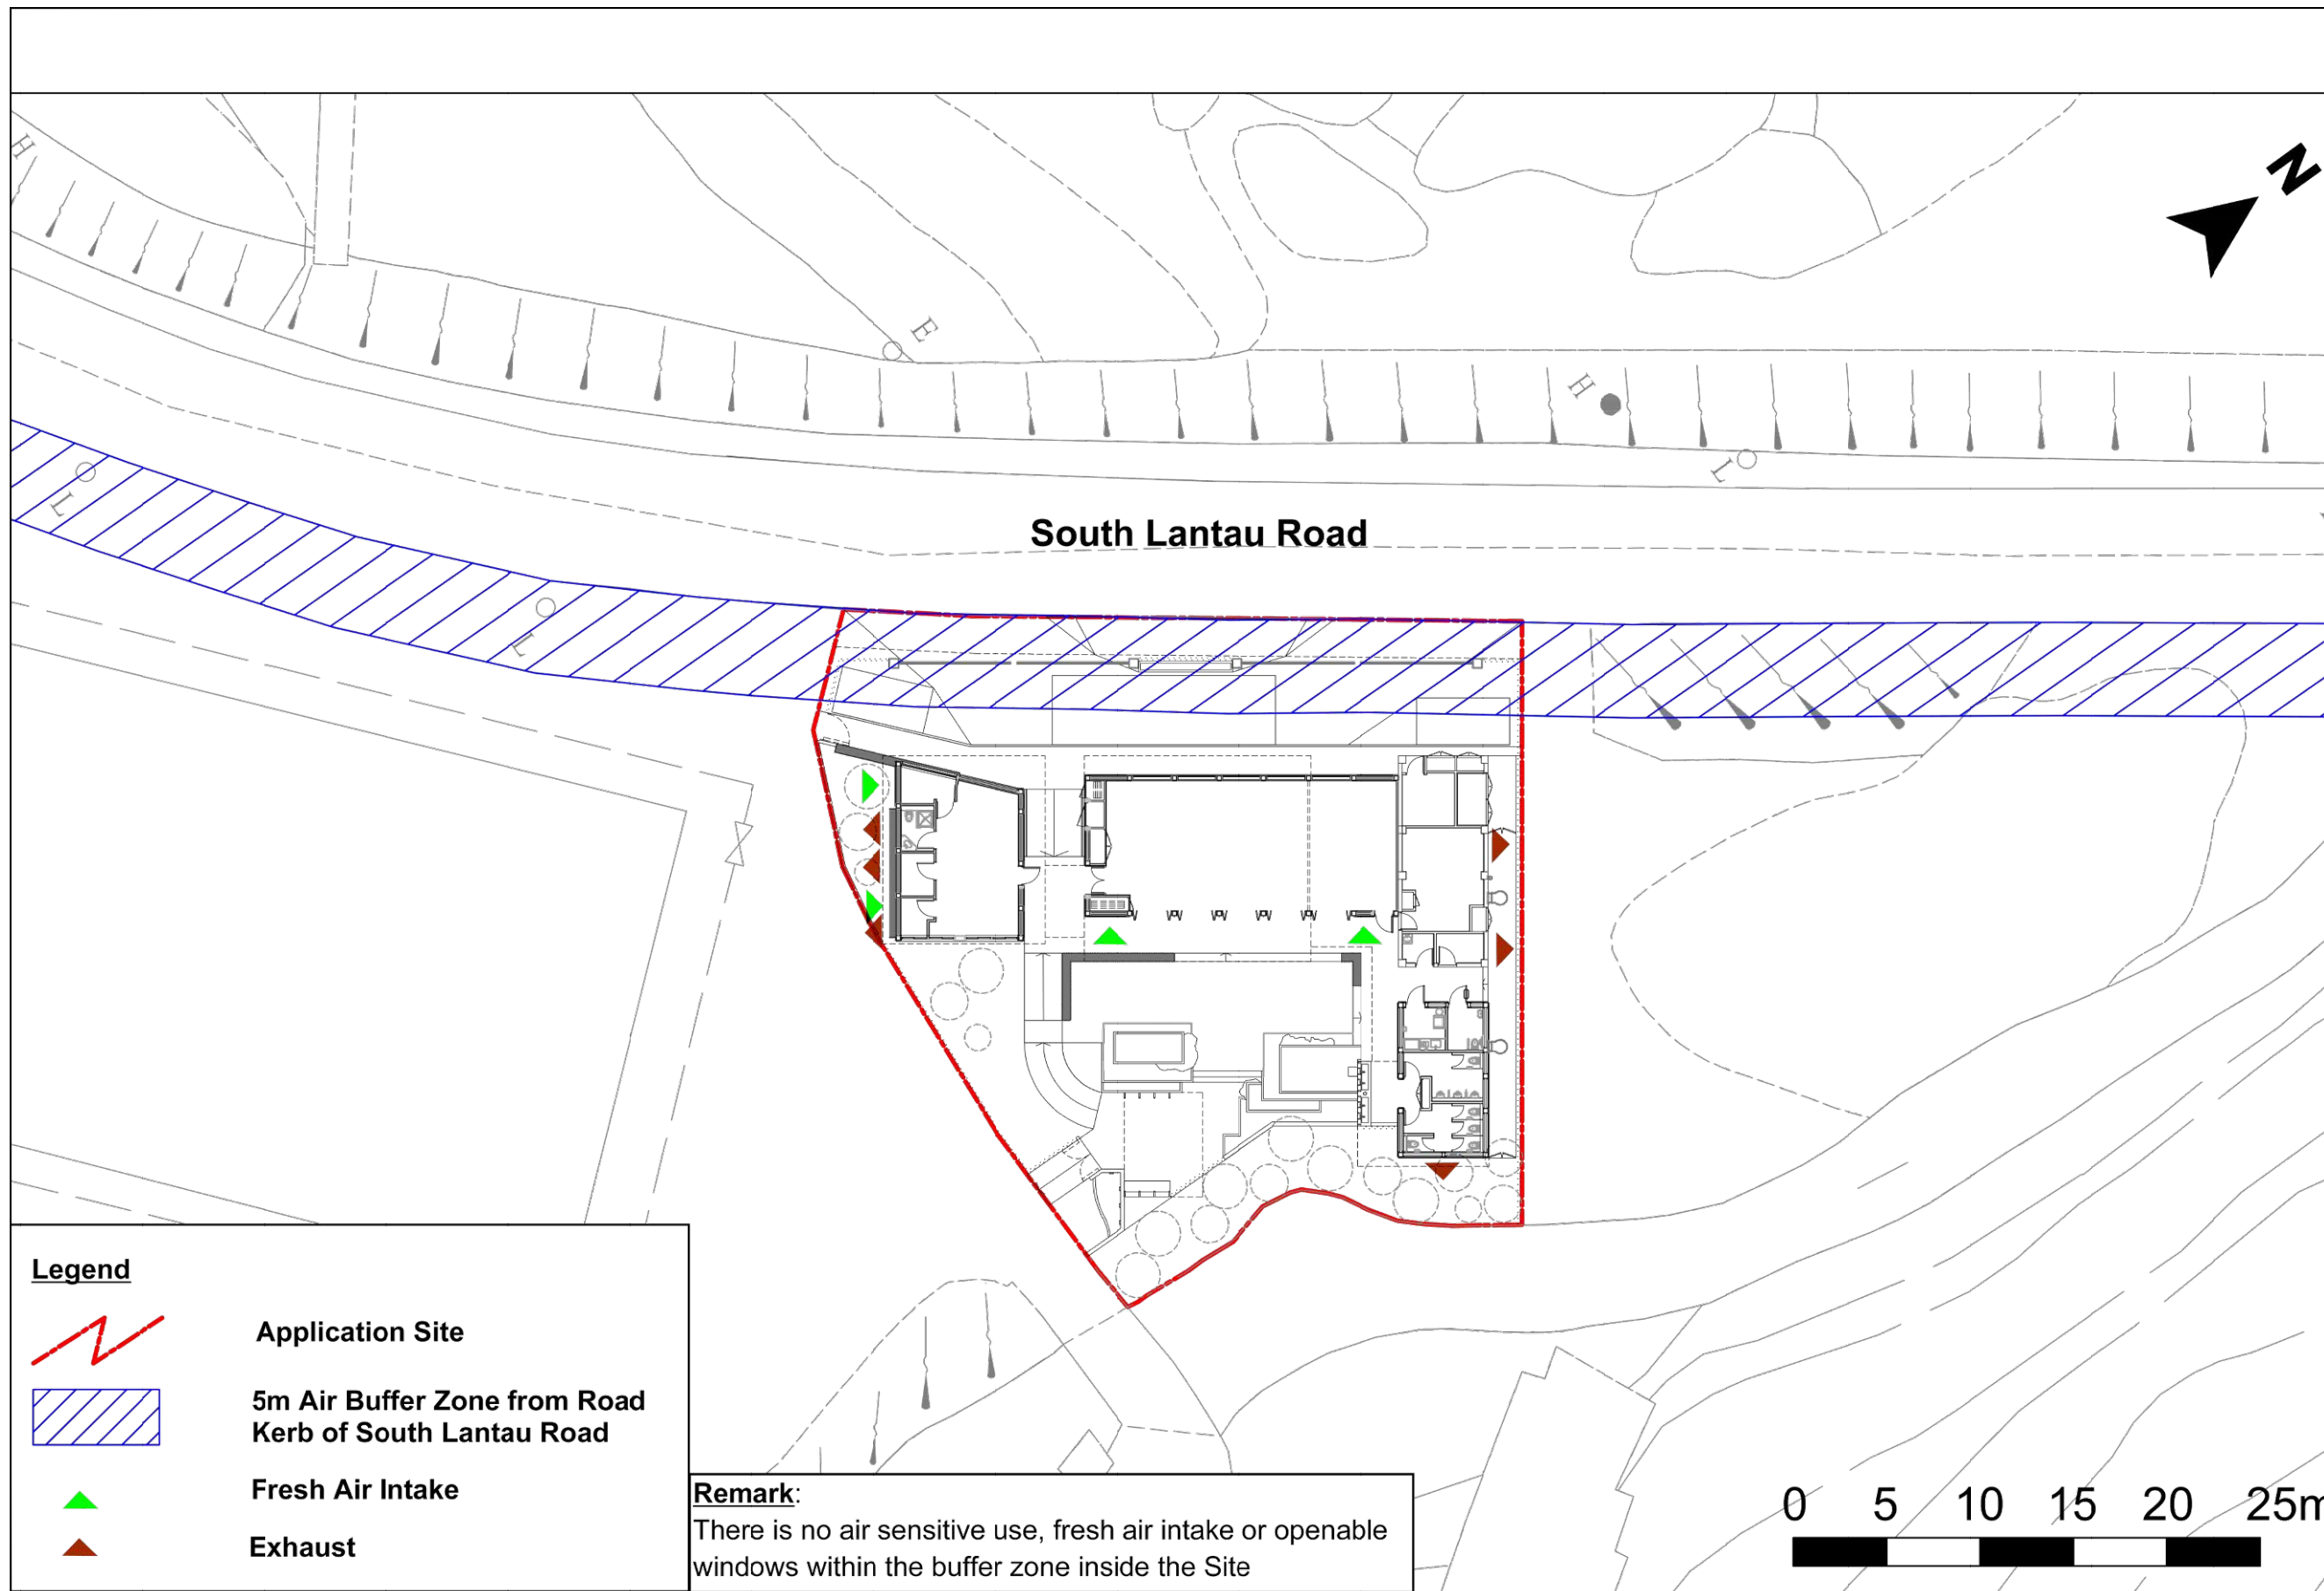 N
H
E
H
L
L
South Lantau Road
L
Legend
Application Site
5m Air Buffer Zone from Road
Kerb of South Lantau Road
Fresh Air Intake
Exhaust
Remark:
There is no air sensitive use, fresh air intake or openable
windows within the buffer zone inside the Site
0 5 10 15 20 25m